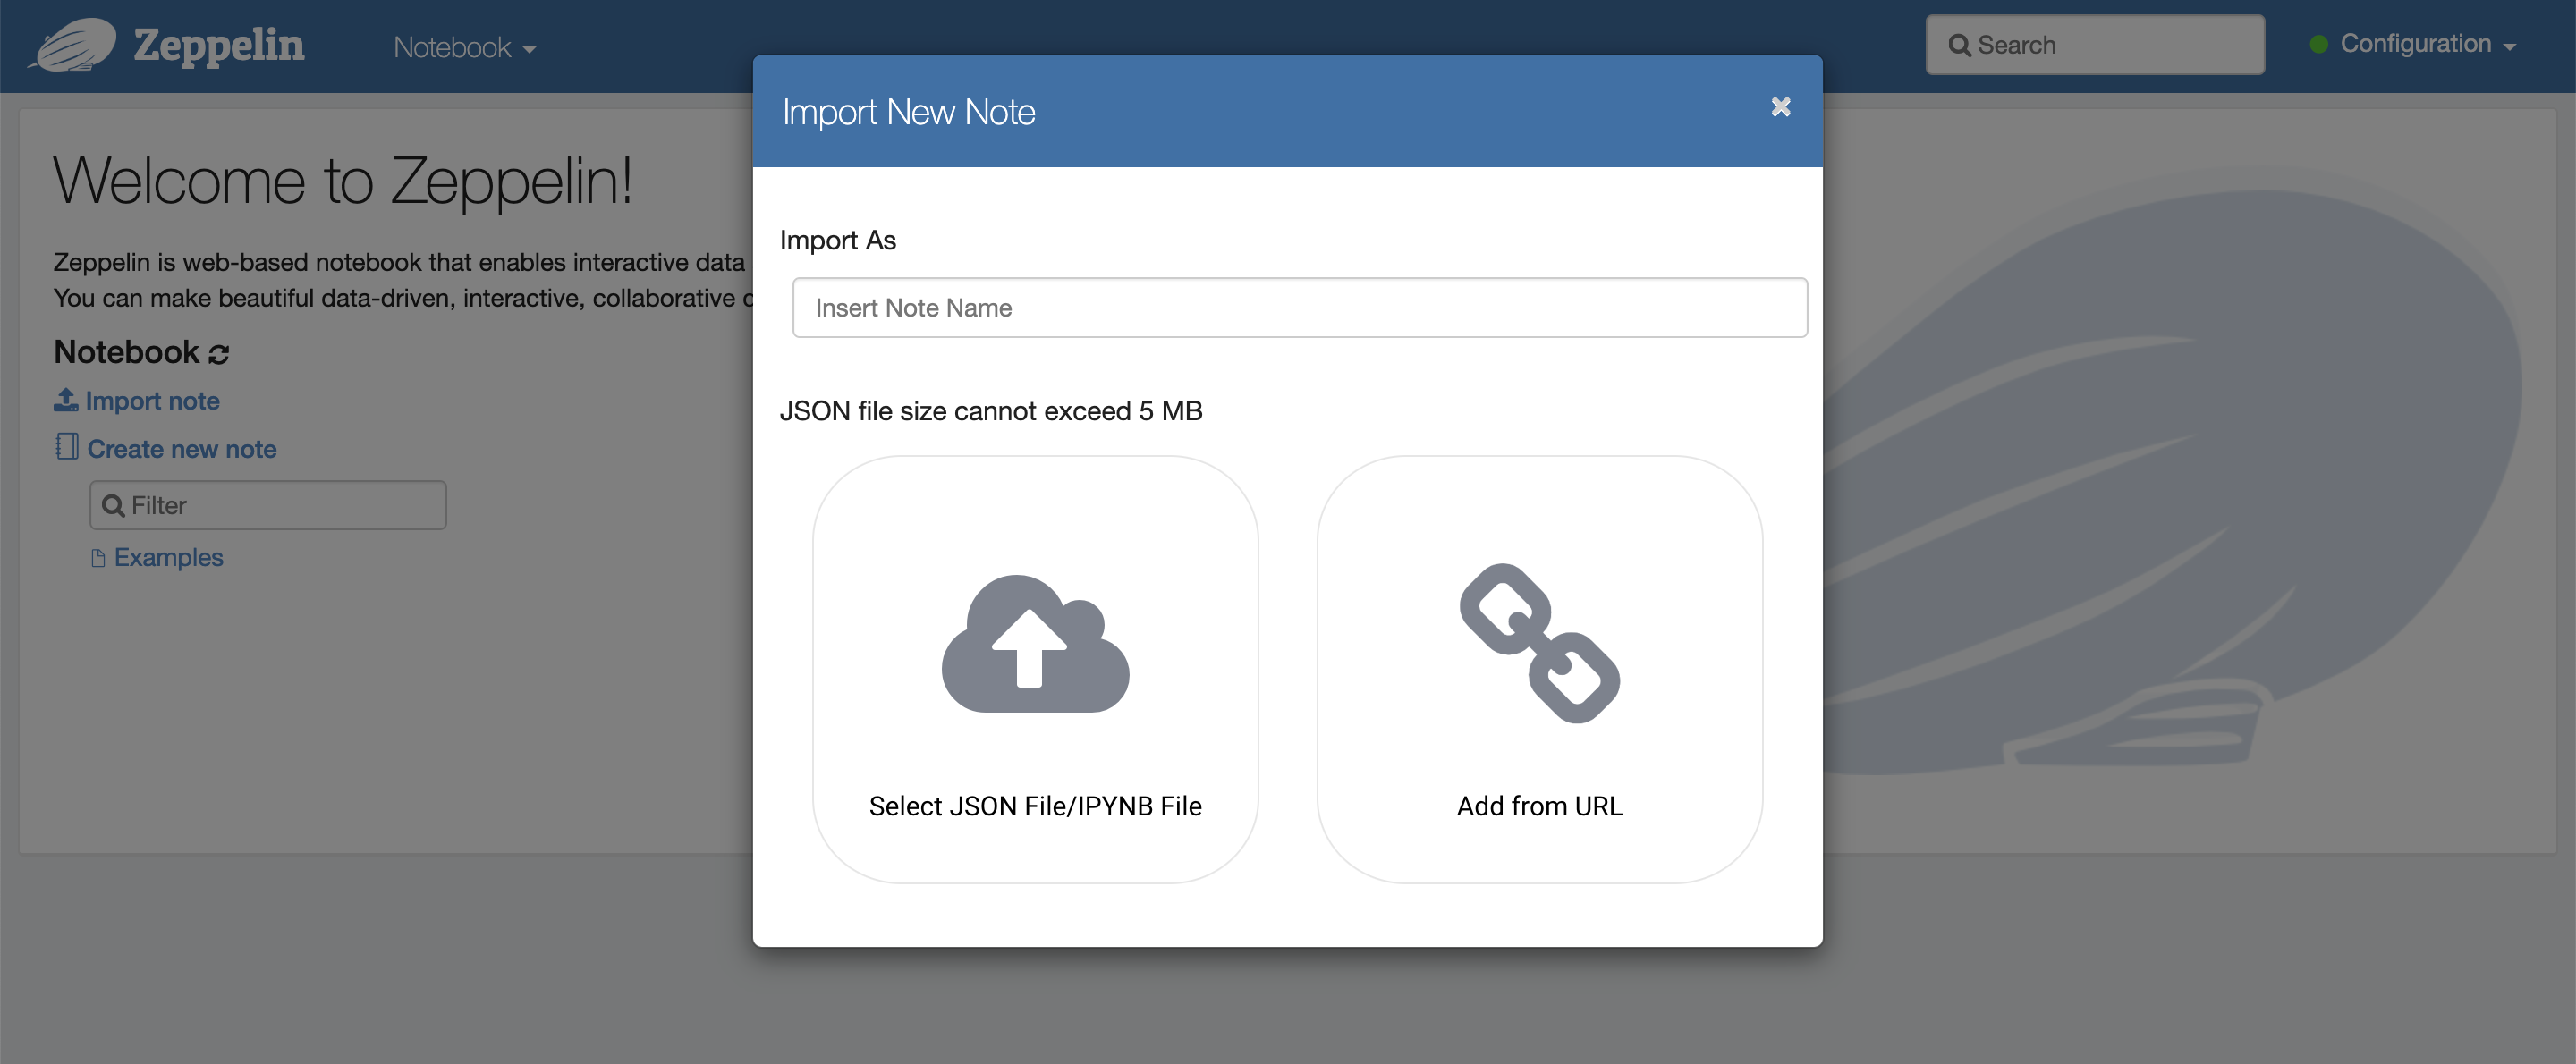 Zeppelin
Notebook
Search
Configuration
Import New Note
Welcome to Zeppelin!
Zeppelin is web-based notebook that enables interactive data
You can make beautiful data-driven, interactive, collaborative
Notebook
Import note
Create new note
Filter
Examples
Import As
Insert Note Name
JSON file size cannot exceed 5 MB
Select JSON File/IPYNB File
Add from URL